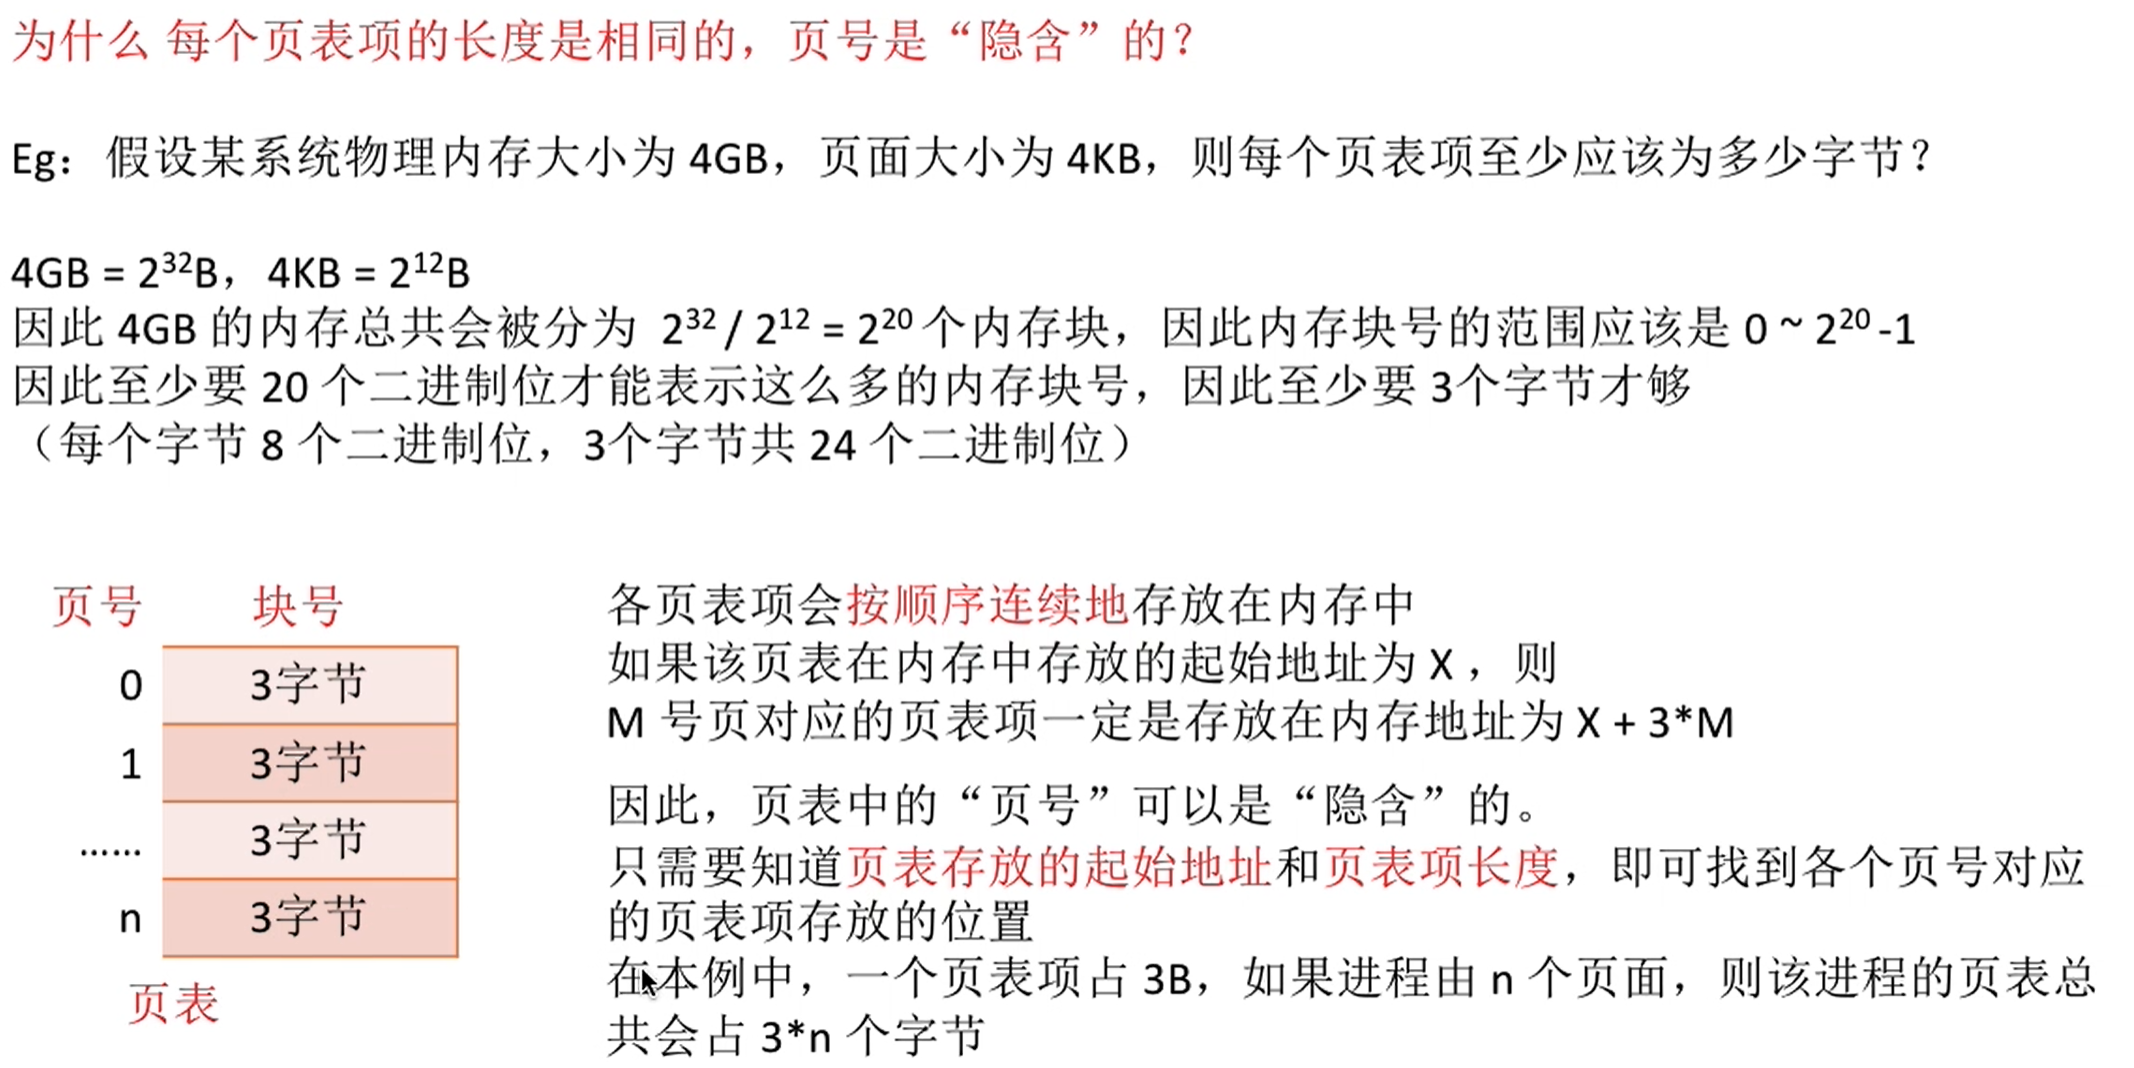 为什么 每个页表项的长度是相同的，页号是“隐含”的？
Eg：假设某系统物理内存大小为 4GB，页面大小为 4KB，则每个页表项至少应该为多少字节？
4GB = 2³²B，4KB = 2¹²B
因此 4GB 的内存总共会被分为 2³² / 2¹² = 2²⁰ 个内存块，因此内存块号的范围应该是 0 ~ 2²⁰ -1
因此至少要 20 个二进制位才能表示这么多的内存块号，因此至少要 3个字节才够
（每个字节 8 个二进制位，3个字节共 24 个二进制位）
页号 块号
0 3字节
1 3字节
…… 3字节
n 3字节
页表
各页表项会按顺序连续地存放在内存中
如果该页表在内存中存放的起始地址为 X ，则
M 号页对应的页表项一定是存放在内存地址为 X + 3*M
因此，页表中的“页号”可以是“隐含”的。
只需要知道页表存放的起始地址和页表项长度，即可找到各个页号对应
的页表项存放的位置
在本例中，一个页表项占 3B，如果进程由 n 个页面，则该进程的页表总
共会占 3*n 个字节